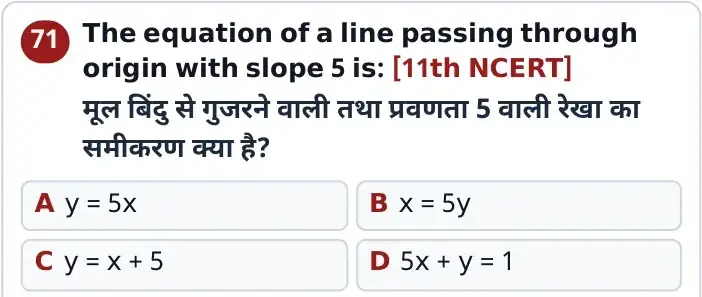 71 The equation of a line passing through
origin with slope 5 is: [11th NCERT]
मूल बिंदु से गुजरने वाली तथा प्रवणता 5 वाली रेखा का
समीकरण क्या है?
A y = 5x
B x = 5y
C y = x + 5
D 5x + y = 1